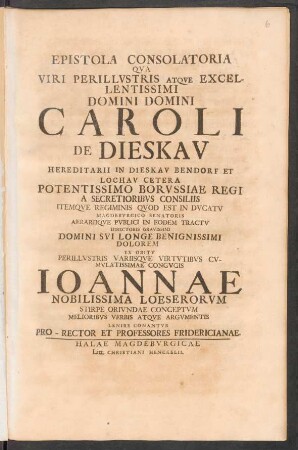 EPISTOLA CONSOLATORIA
QVA
VIRI PERILLVSTRIS ATQVE EXCEL-
LENTISSIMI
DOMINI DOMINI
CAROLI
DE DIESKAV
HEREDITARII IN DIESKAV BENDORF ET
LOCHAV CETERA
POTENTISSIMO BORVSSIAE REGI
A SECRETIORIBVS CONSILIIS
ITEMQVE REGIMINIS QVOD EST IN DVCATV
MAGDEBVRGICO SENATORIS
AERARIIQVE PVBLICI IN EODEM TRACTV
DIRECTORIS GRAVISSIMI
DOMINI SVI LONGE BENIGNISSIMI
DOLOREM
EX OBITV
PERILLVSTRIS VARIISQVE VIRTVTIBVS CV-
MVLATISSIMAE CONIVGIS
IOANNAE
NOBILISSIMA LOESERORVM
STIRPE ORIVNDAE CONCEPTVM
MELIORIBVS VERBIS ATQVE ARGVMENTIS
LENIRE CONANTVR
PRO-RECTOR ET PROFESSORES FRIDERICIANAE.
HALAE MAGDEBVRGICAE
CHRISTIANI HENCKELII.